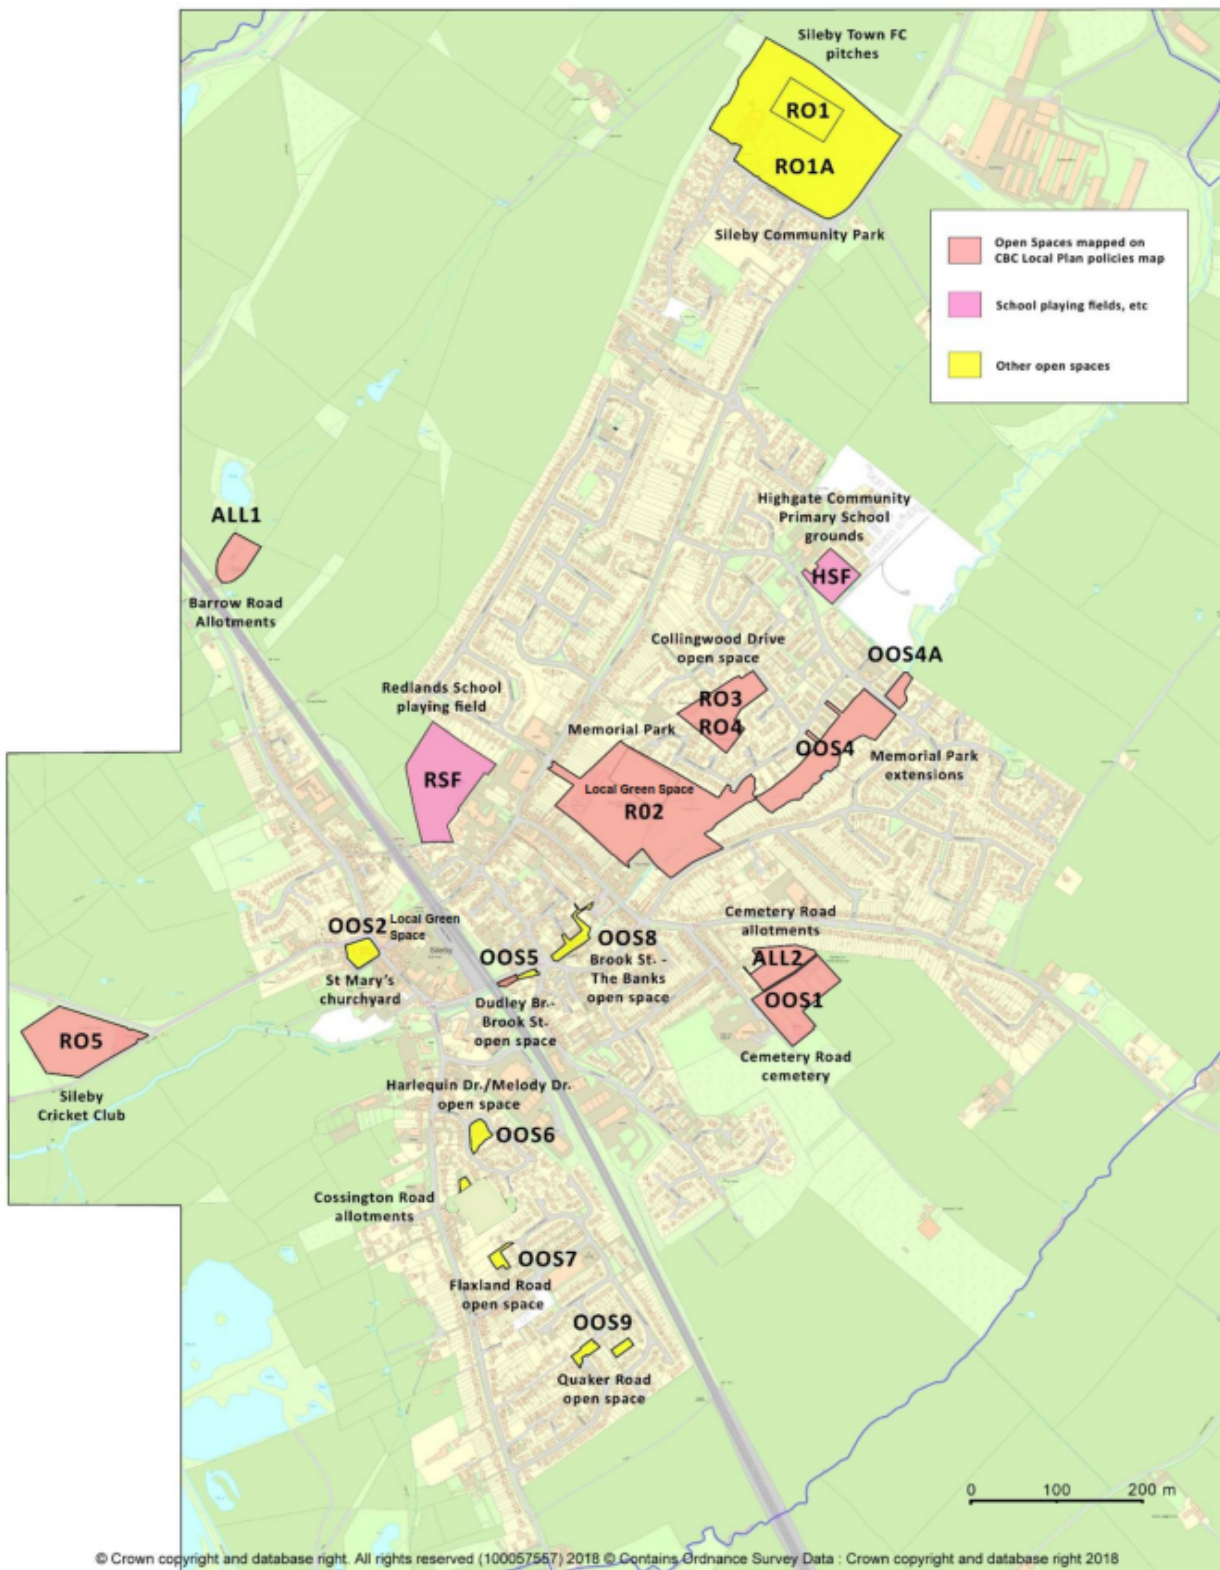 Sileby Town FC
pitches
RO1
RO1A
Sileby Community Park
Open Spaces mapped on
CBC Local Plan policies map
School playing fields, etc
Other open spaces
Highgate Community
Primary School
grounds
HSF
ALL1
Barrow Road
Allotments
Collingwood Drive
open space
OOS4A
RO3
RO4
Redlands School
playing field
Memorial Park
OOS4
Memorial Park
extensions
RSF
Local Green Space
R02
OOS2
Local Green
Space
Sileby
St Mary's
churchyard
OOS8
Brook St. -
The Banks
open space
OOS5
Dudley Br.-
Brook St-
open space
Cemetery Road
allotments
ALL2
OOS1
Cemetery Road
cemetery
RO5
Sileby
Cricket Club
Harlequin Dr./Melody Dr.
open space
OOS6
Cossington Road
allotments
OOS7
Flaxland Road
open space
OOS9
Quaker Road
open space
0 100 200 m
© Crown copyright and database right. All rights reserved (100057557) 2018 © Contains Ordnance Survey Data : Crown copyright and database right 2018